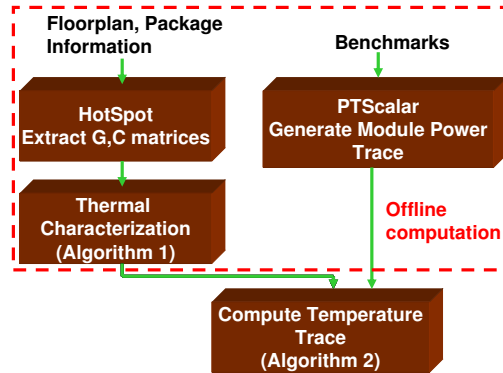 Floorplan, Package
Information
Benchmarks
HotSpot
Extract G,C matrices
PTScalar
Generate Module Power
Trace
Thermal
Characterization
(Algorithm 1)
Offline
computation
Compute Temperature
Trace
(Algorithm 2)